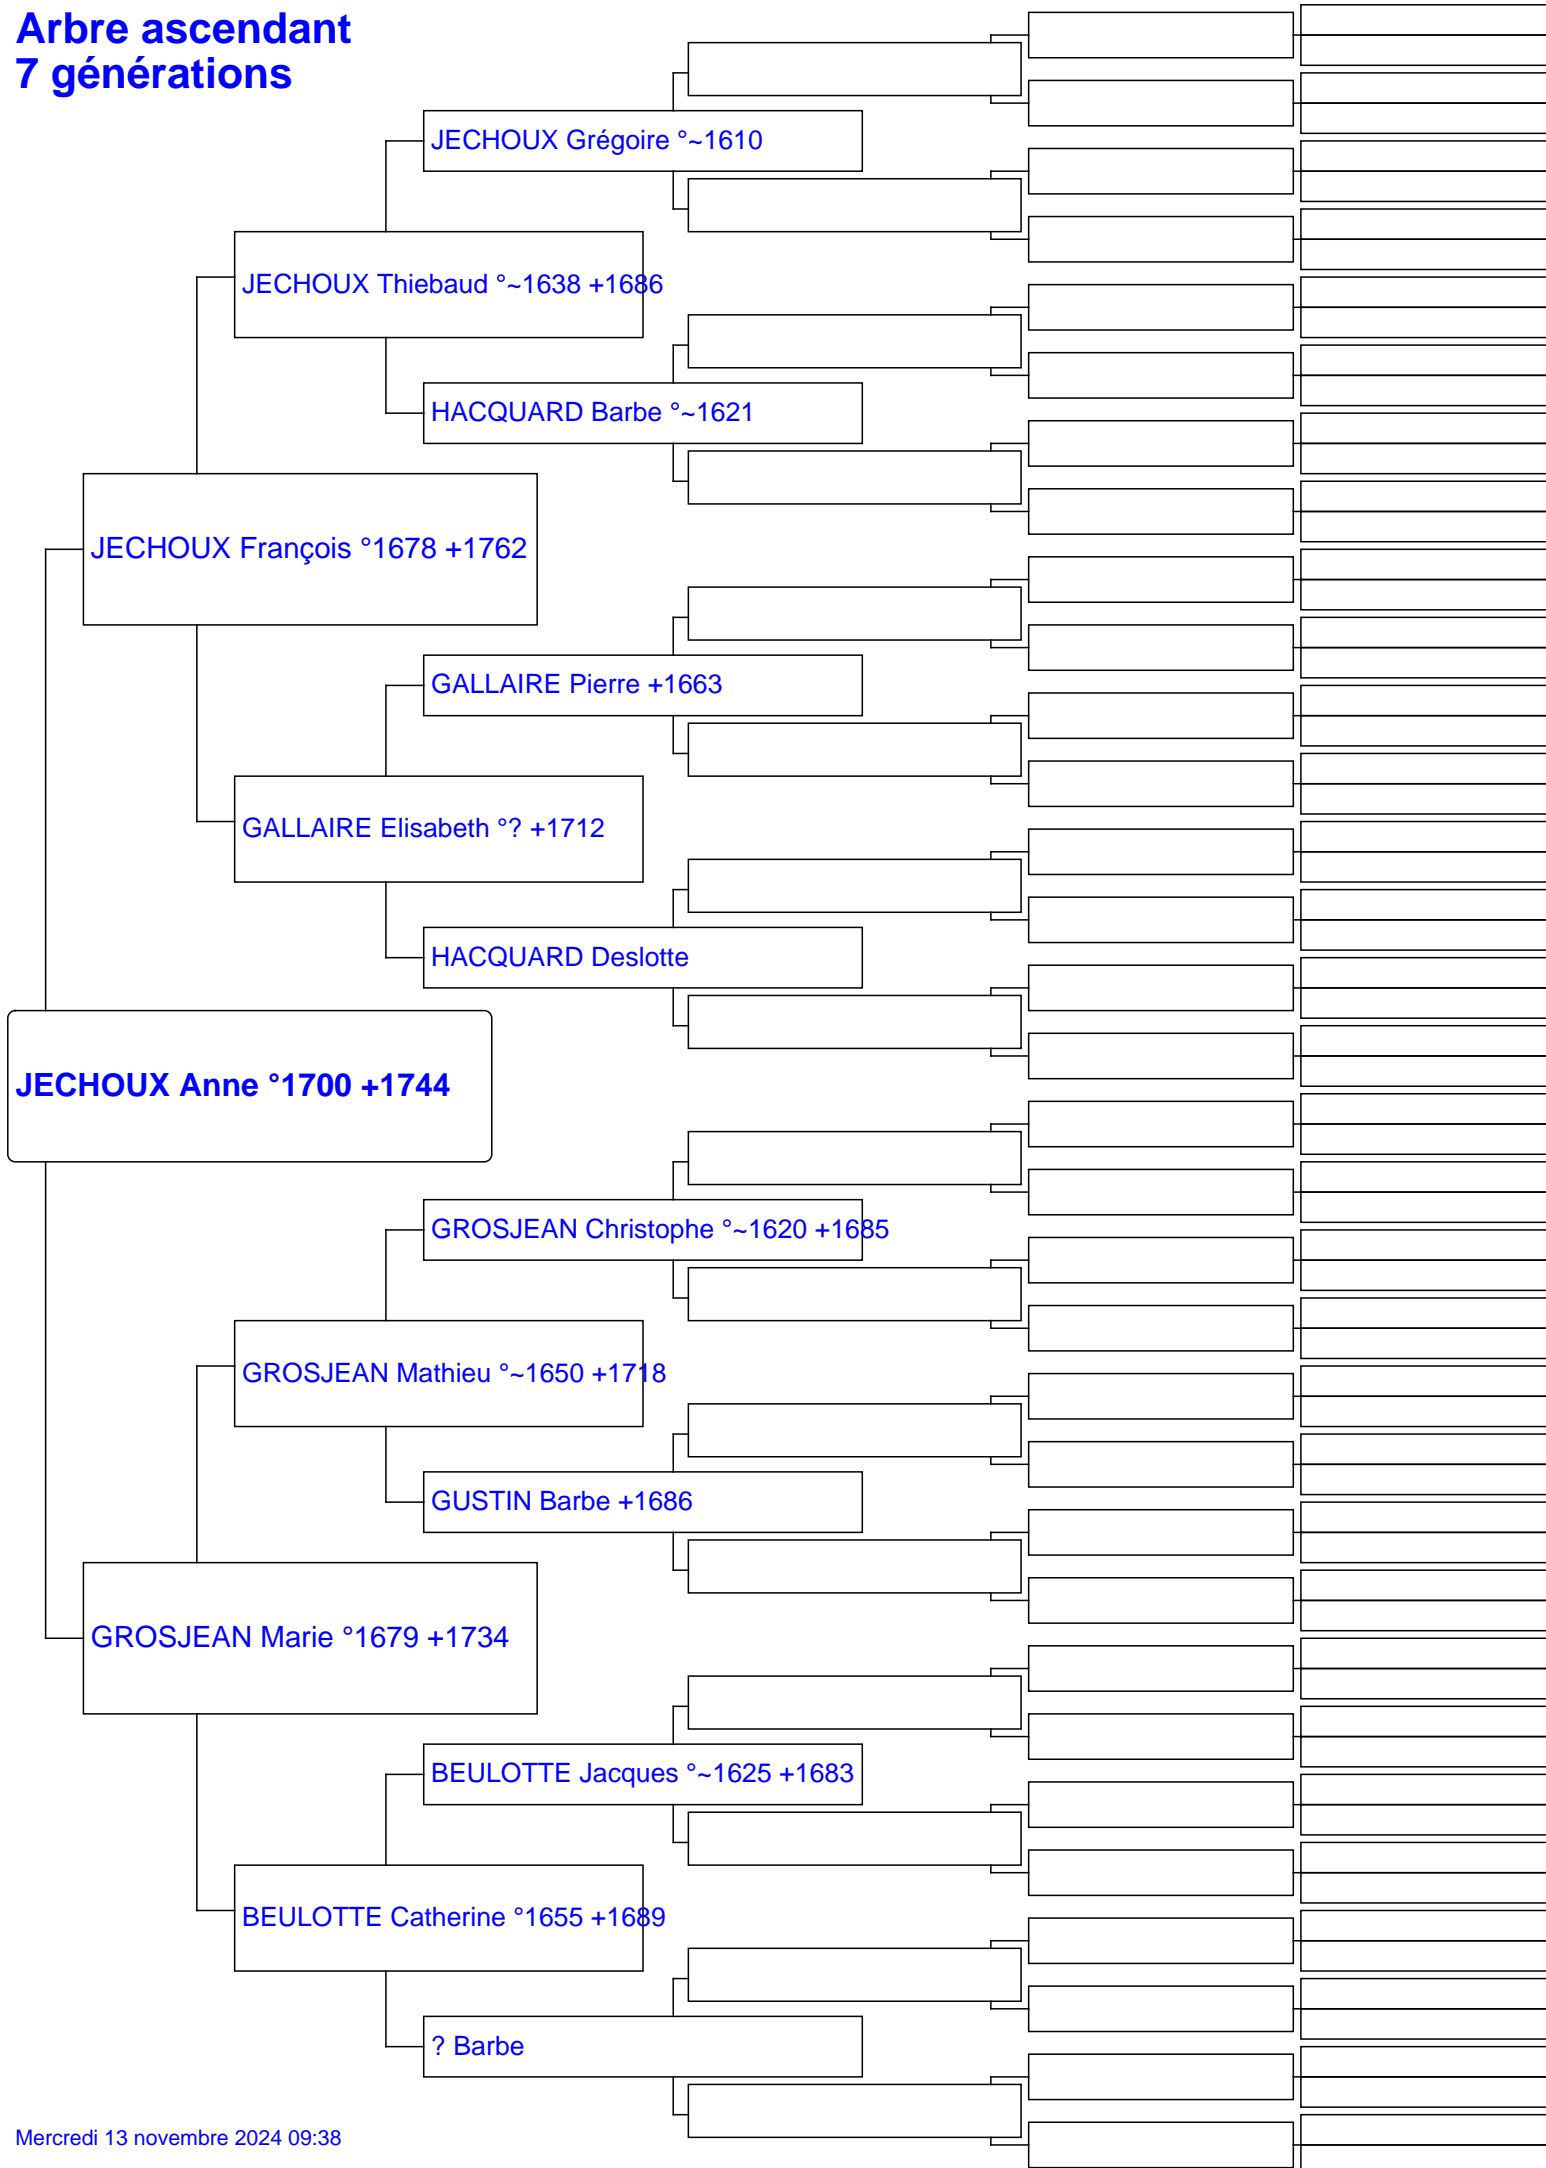 Arbre ascendant
7 générations
JECHOUX Grégoire °~1610
JECHOUX Thiebaud °~1638 +1686
HACQUARD Barbe °~1621
JECHOUX François °1678 +1762
GALLAIRE Pierre +1663
GALLAIRE Elisabeth °? +1712
HACQUARD Deslotte
JECHOUX Anne °1700 +1744
GROSJEAN Christophe °~1620 +1685
GROSJEAN Mathieu °~1650 +1718
GUSTIN Barbe +1686
GROSJEAN Marie °1679 +1734
BEULOTTE Jacques °~1625 +1683
BEULOTTE Catherine °1655 +1689
? Barbe
Mercredi 13 novembre 2024 09:38